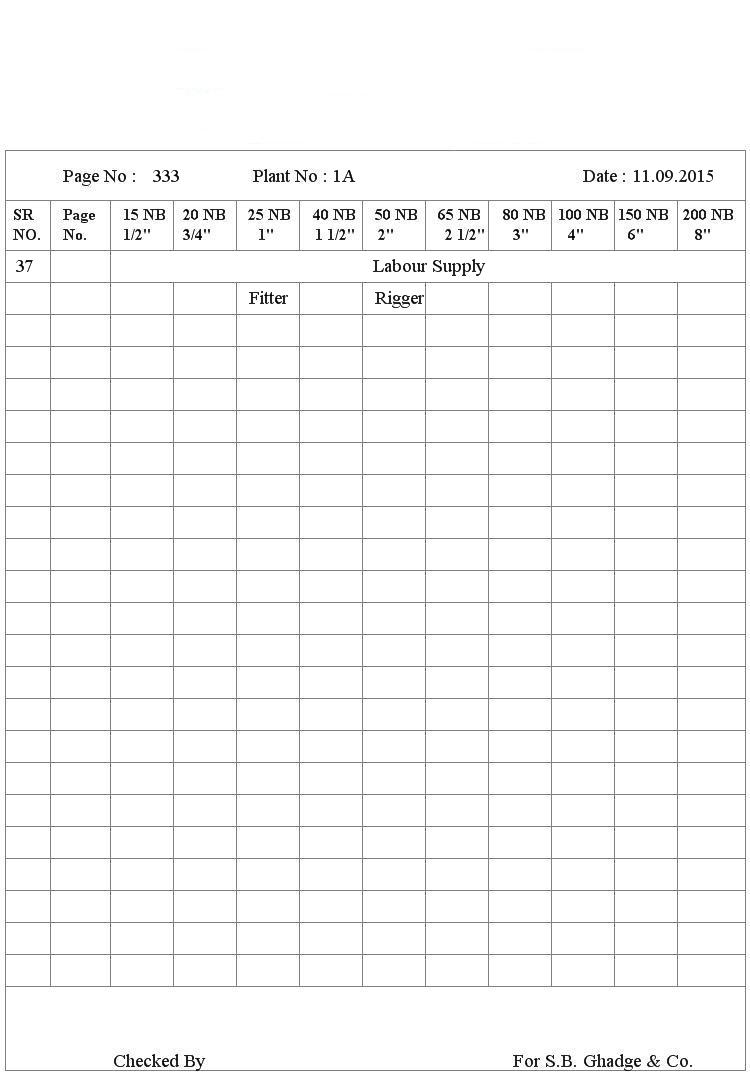 Page No : 333 Plant No : 1A Date : 11.09.2015
SR Page 15 NB 20 NB 25 NB 40 NB 50 NB 65 NB 80 NB 100 NB 150 NB 200 NB
NO. No. 1/2" 3/4" 1" 1 1/2" 2" 2 1/2" 3" 4" 6" 8"
37 Labour Supply
Fitter Rigger
Checked By For S.B. Ghadge & Co.